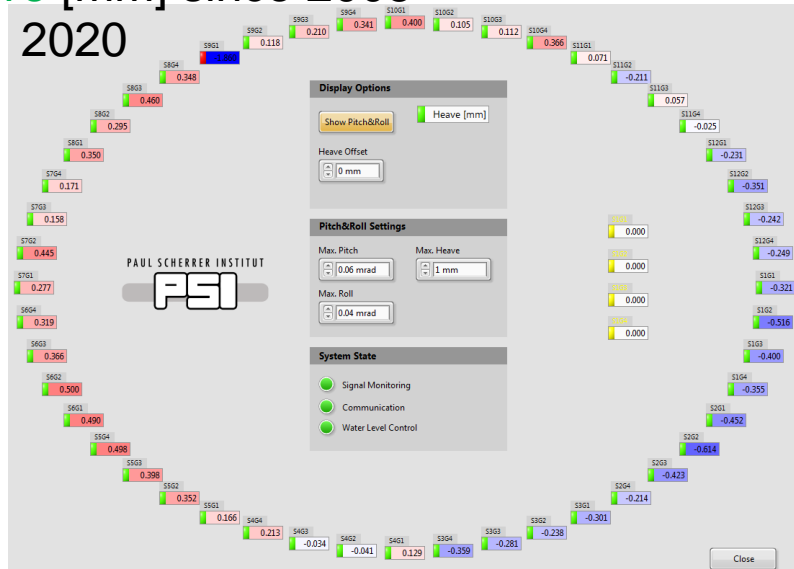 [mm] since
2020
S9G4
0.341
S10G1
0.400
S10G2
0.105
S9G3
0.210
S10G3
0.112
S9G2
0.118
S10G4
0.366
S9G1
S11G1
0.071
S8G4
0.348
S11G2
-0.211
S8G3
0.460
S11G3
0.057
S8G2
0.295
S11G4
-0.025
S8G1
0.350
S12G1
-0.231
S7G4
0.171
S12G2
-0.351
S7G3
0.158
S12G3
-0.242
S7G2
0.445
S12G4
-0.249
S7G1
0.277
S1G1
-0.321
S6G4
0.319
S1G2
-0.516
S6G3
0.366
S1G3
-0.400
S6G2
0.500
S1G4
-0.355
S6G1
0.490
S2G1
-0.452
S5G4
0.498
S2G2
-0.614
S5G3
0.398
S2G3
-0.423
S5G2
0.352
S2G4
-0.214
S5G1
0.166
S3G1
-0.301
S4G4
0.213
S3G2
-0.238
S4G3
-0.034
S4G2
-0.041
S4G1
0.129
S3G4
-0.359
S3G3
-0.281
Display Options
Show Pitch&Roll
Heave [mm]
Heave Offset
0 mm
Pitch&Roll Settings
Max. Pitch
Max. Heave
0.06 mrad
1 mm
Max. Roll
0.04 mrad
System State
Signal Monitoring
Communication
Water Level Control
PAUL SCHERRER INSTITUT
PSI
0.000
0.000
0.000
0.000
Close